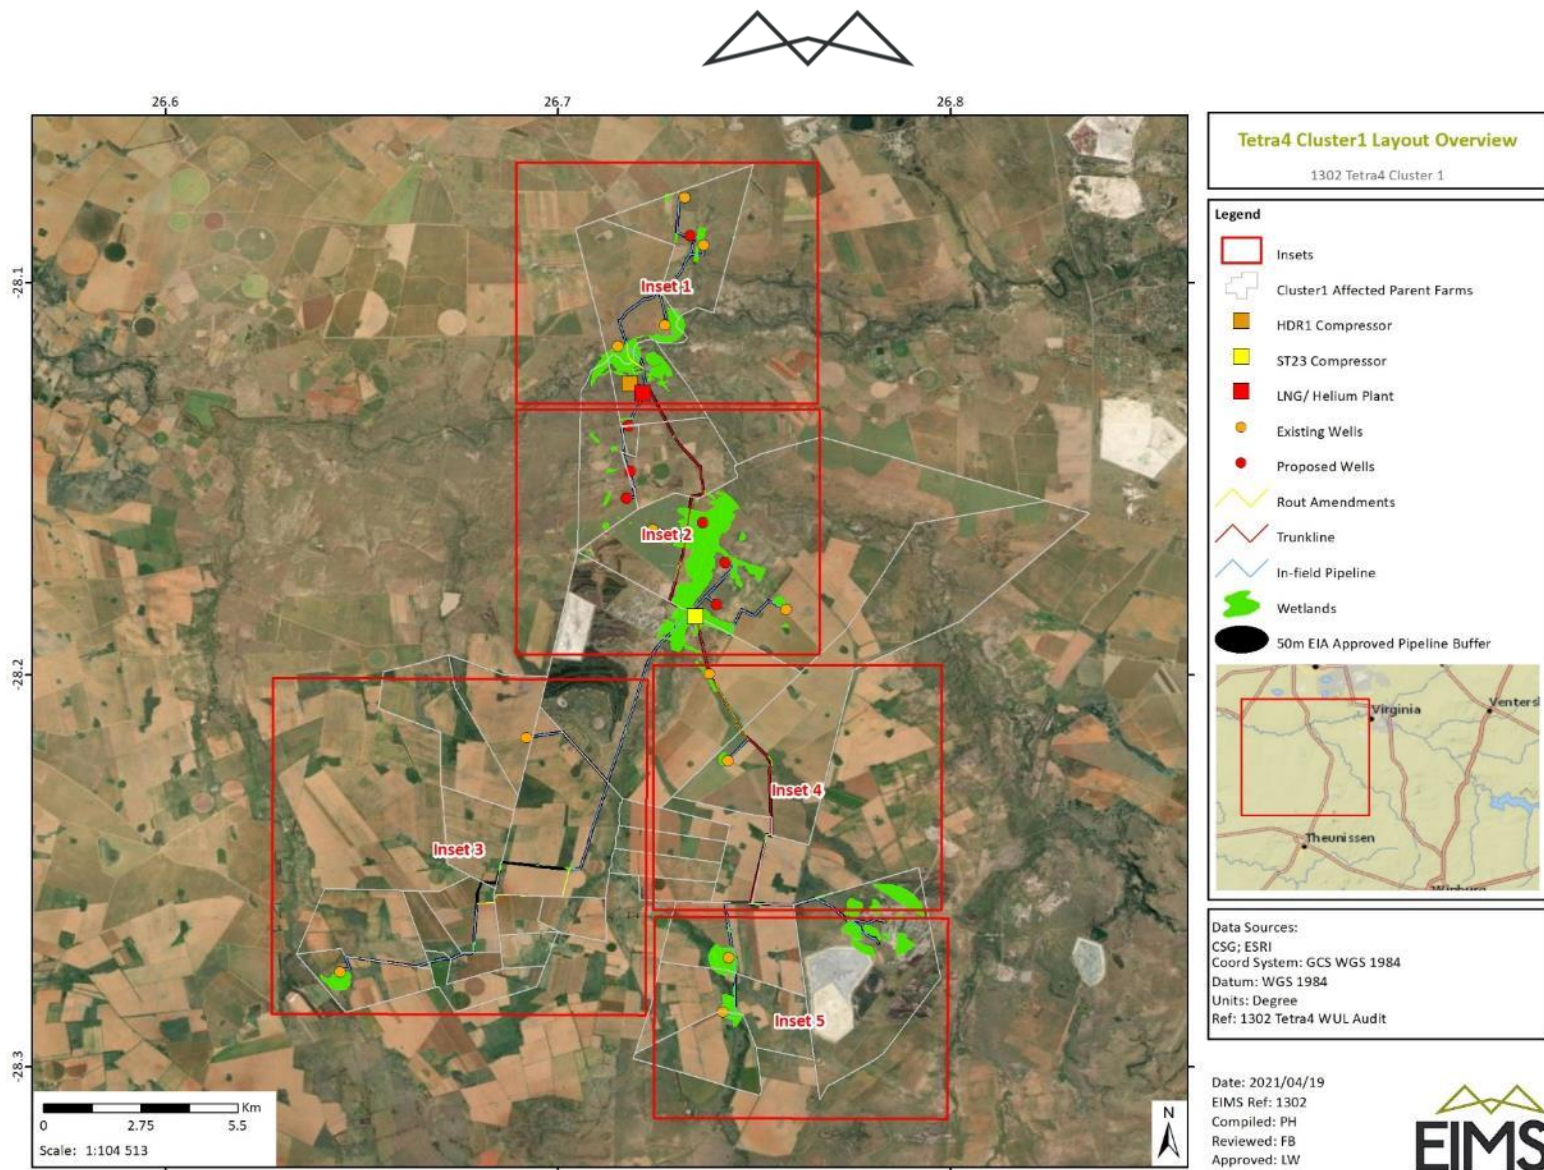 26.6
26.7
26.8
-28.1
-28.2
-28.3
Inset 1
Inset 2
Inset 3
Inset 4
Inset 5
Km
0 2.75 5.5
Scale: 1:104 513
N
Tetra4 Cluster1 Layout Overview
1302 Tetra4 Cluster 1
Legend
Insets
Cluster1 Affected Parent Farms
HDR1 Compressor
ST23 Compressor
LNG/ Helium Plant
Existing Wells
Proposed Wells
Rout Amendments
Trunkline
In-field Pipeline
Wetlands
50m EIA Approved Pipeline Buffer
Virginia
Ventersl
Theunissen
Data Sources:
CSG; ESRI
Coord System: GCS WGS 1984
Datum: WGS 1984
Units: Degree
Ref: 1302 Tetra4 WUL Audit
Date: 2021/04/19
EIMS Ref: 1302
Compiled: PH
Reviewed: FB
Approved: LW
EIMS